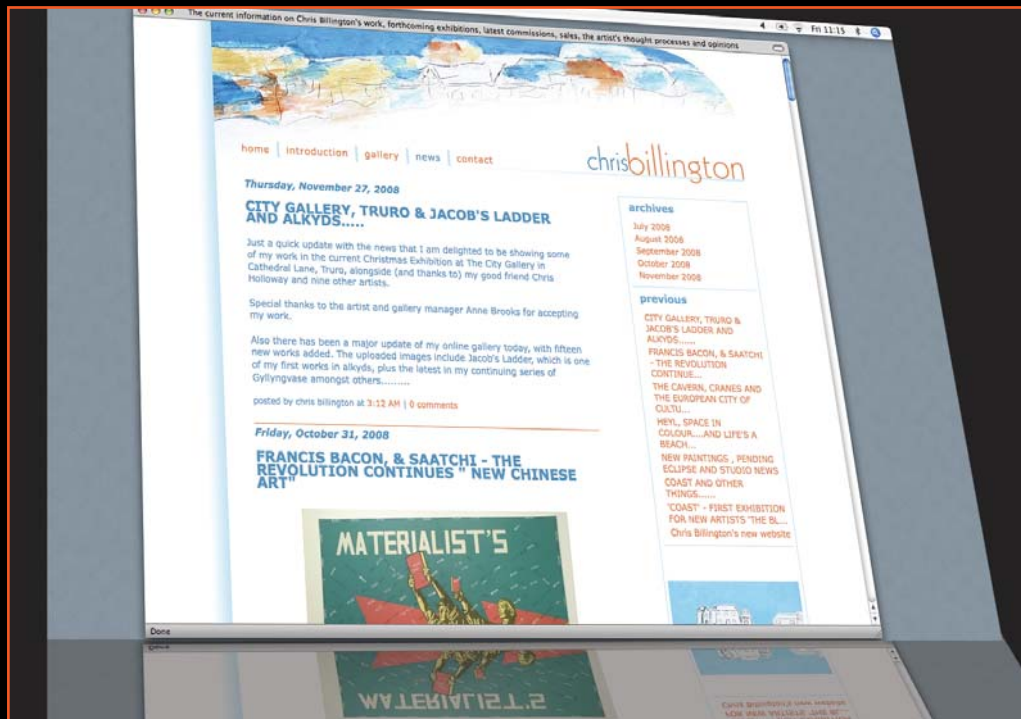 The current information on Chris Billington's work, forthcoming exhibitions, latest commissions, sales, the artist's thought processes and opinions
Fri 11:15
home
introduction
gallery
news
contact
chrisbillington
Thursday, November 27, 2008
CITY GALLERY, TRURO & JACOB'S LADDER
AND ALKYDS.....
Just a quick update with the news that I am delighted to be showing some
of my work in the current Christmas Exhibition at The City Gallery in
Cathedral Lane, Truro, alongside (and thanks to) my good friend Chris
Holloway and nine other artists.
Special thanks to the artist and gallery manager Anne Brooks for accepting
my work.
Also there has been a major update of my online gallery today, with fifteen
new works added. The uploaded images include Jacob's Ladder, which is one
of my first works in alkyds, plus the latest in my continuing series of
Gyllyngvase amongst others.........
posted by chris billington at 3:12 AM | 0 comments
Friday, October 31, 2008
FRANCIS BACON, & SAATCHI - THE
REVOLUTION CONTINUES " NEW CHINESE
ART"
MATERIALIST'S
archives
July 2008
August 2008
September 2008
October 2008
November 2008
previous
CITY GALLERY, TRURO &
JACOB'S LADDER AND
ALKYDS......
FRANCIS BACON, & SAATCHI
- THE REVOLUTION
CONTINUE...
THE CAVERN, CRANES AND
THE EUROPEAN CITY OF
CULTU...
HEYL, SPACE IN
COLOUR....AND LIFE'S A
BEACH...
NEW PAINTINGS , PENDING
ECLIPSE AND STUDIO NEWS
COAST AND OTHER
THINGS......
'COAST' - FIRST EXHIBITION
FOR NEW ARTISTS 'THE BL...
Chris Billington's new website
Done